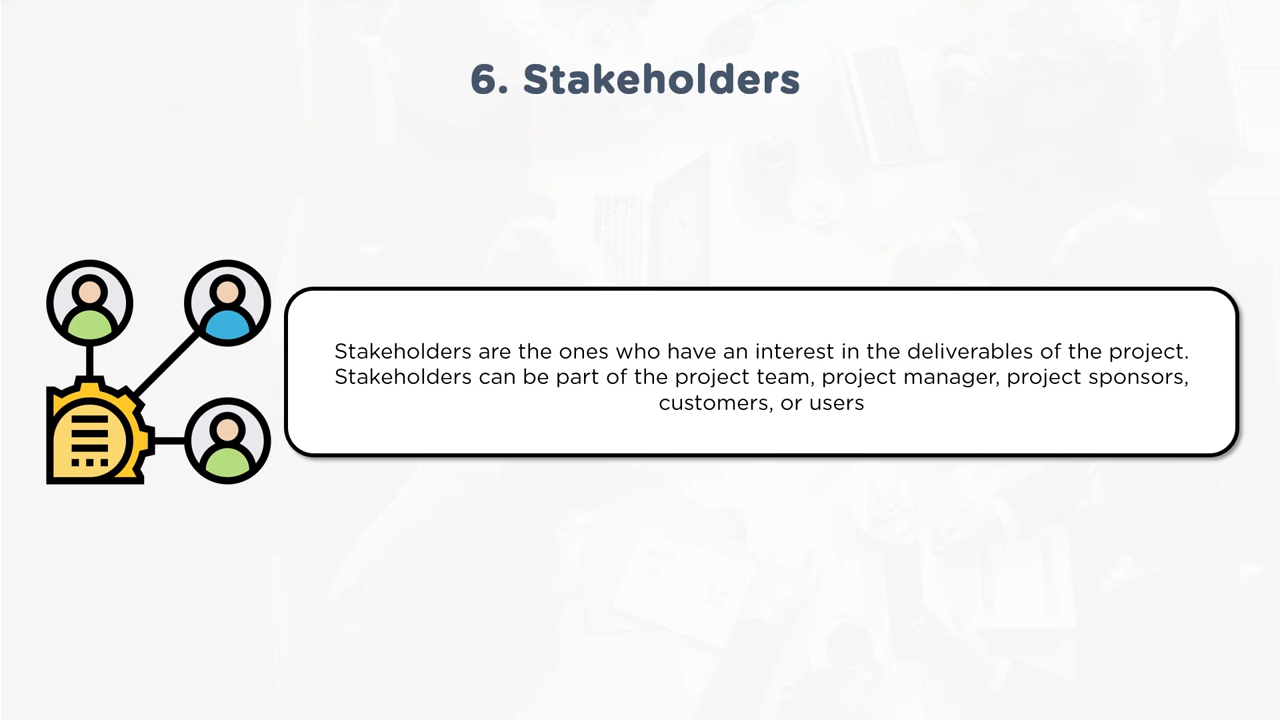 6. Stakeholders
Stakeholders are the ones who have an interest in the deliverables of the project.
Stakeholders can be part of the project team, project manager, project sponsors,
customers, or users